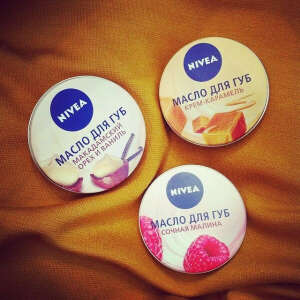 NIVEA
МАСЛО ДЛЯ ГУБ
МАКАДАМСКИЙ
ОРЕХ И ВАНИЛЬ
NIVEA
МАСЛО ДЛЯ ГУБ
КРЕМ-КАРАМЕЛЬ
NIVEA
МАСЛО ДЛЯ ГУБ
СОЧНАЯ МАЛИНА